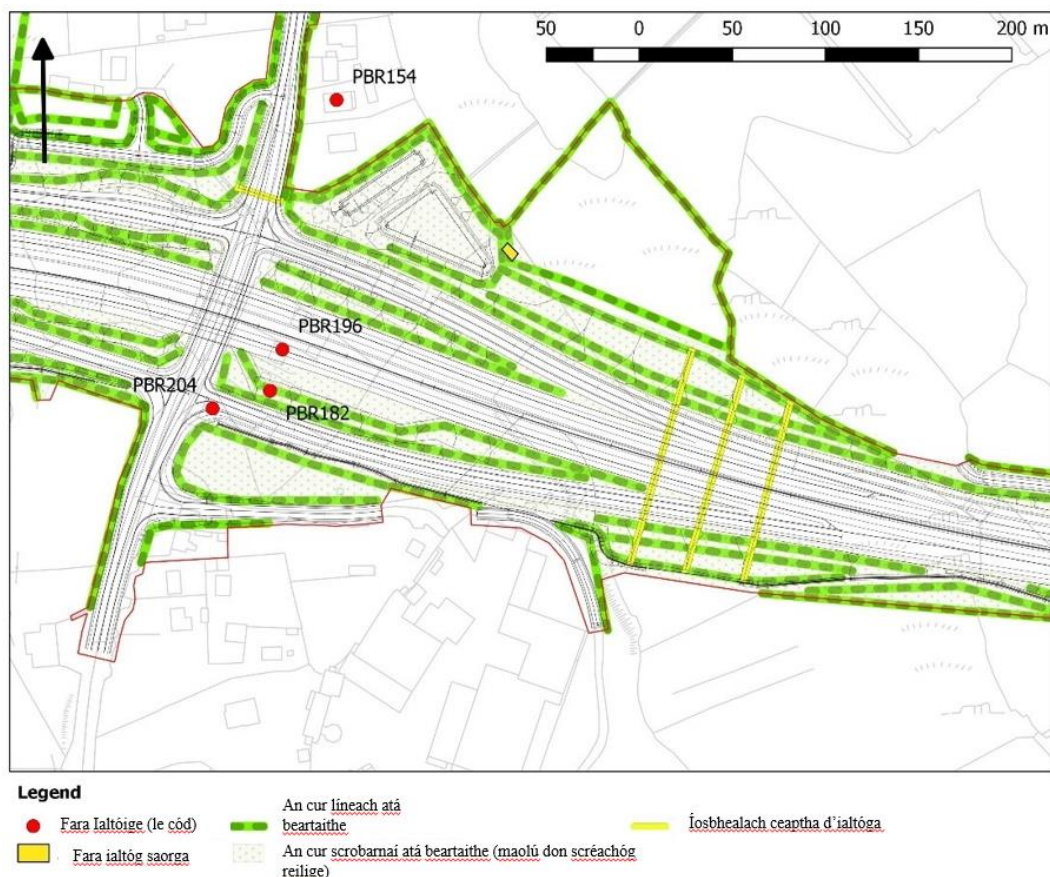 50 0 50 100 150 200 m
PBR154
PBR196
PBR204
PBR182
Legend
Fara Ialtóige (le cód)
An cur líneach atá
beartaithe
Íosbhealach ceaptha d’ialtóga
Fara ialtóg saorga
An cur scrobarnaí atá beartaithe (maolú don scréachóg
reilige)